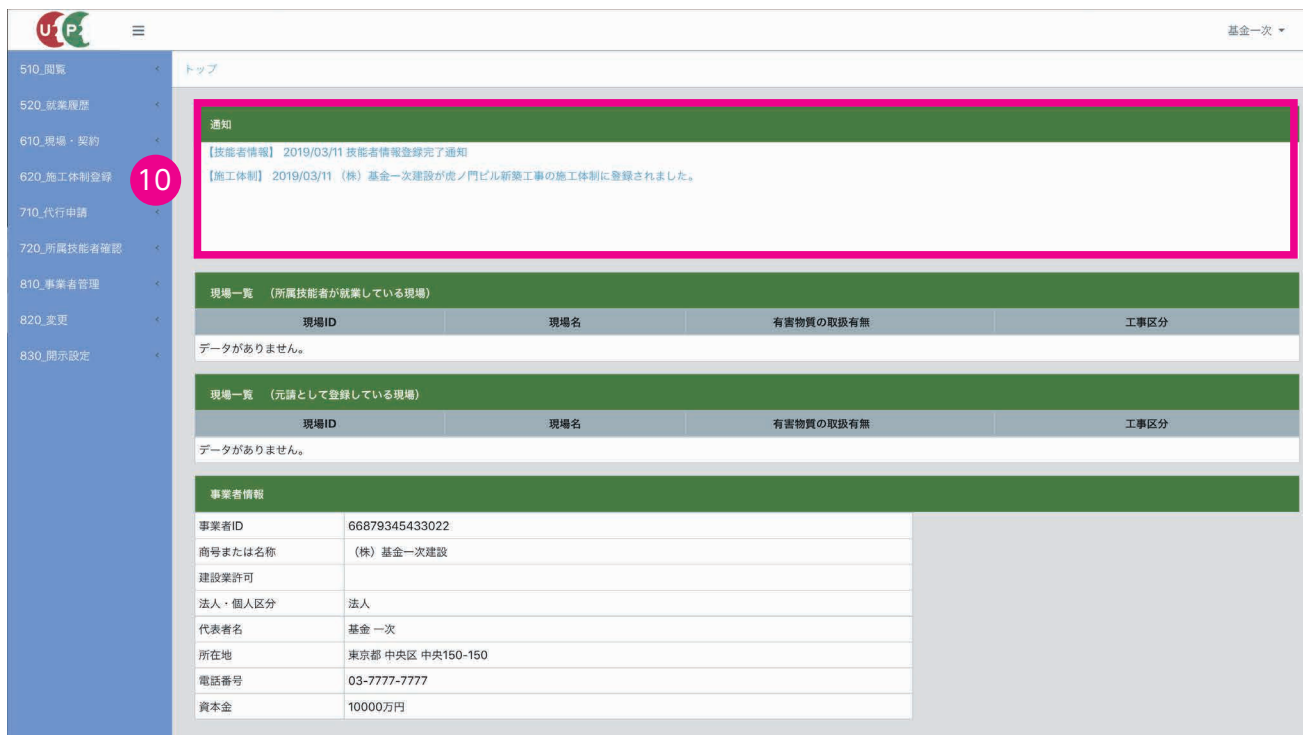 U P
基金一次
510_閲覧
520_就業履歴
610_現場・契約
620_施工体制登録
710_代行申請
720_所属技能者確認
810_事業者管理
820_変更
830_開示設定
10
トップ
通知
【技能者情報】 2019/03/11 技能者情報登録完了通知
【施工体制】 2019/03/11 （株）基金一次建設が虎ノ門ビル新築工事の施工体制に登録されました。
現場一覧 （所属技能者が就業している現場）
現場ID 現場名 有害物質の取扱有無 工事区分
データがありません。
現場一覧 （元請として登録している現場）
現場ID 現場名 有害物質の取扱有無 工事区分
データがありません。
事業者情報
事業者ID 66879345433022
商号または名称 （株）基金一次建設
建設業許可
法人・個人区分 法人
代表者名 基金 一次
所在地 東京都 中央区 中央150-150
電話番号 03-7777-7777
資本金 10000万円